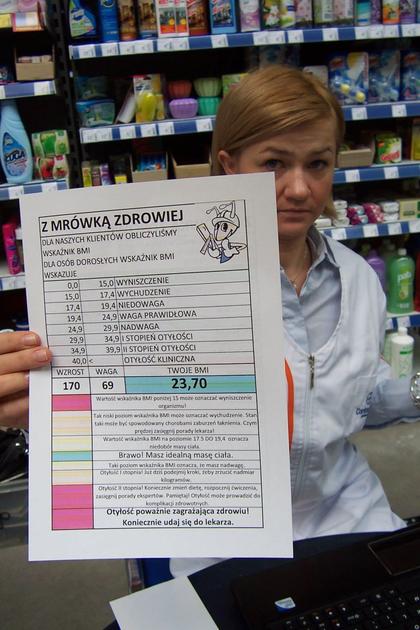 Z MRÓWKĄ ZDROWIEJ
DLA NASZYCH KLIENTÓW OBLICZYLIŚMY
WSKAŹNIK BMI
DLA OSÓB DOROSŁYCH WSKAŹNIK BMI
WSKAZUJE
0,0 15,0 WYNISZCZENIE
15,0 17,4 WYCHUDZENIE
17,4 19,4 NIEDOWAGA
19,4 24,9 WAGA PRAWIDŁOWA
24,9 29,9 NADWAGA
29,9 34,9 I STOPIEŃ OTYŁOŚCI
34,9 39,9 II STOPIEŃ OTYŁOŚCI
40,0 < OTYŁOŚĆ KLINICZNA
WZROST WAGA TWOJE BMI
170 69 23,70
Wartość wskaźnika BMI poniżej 15 może oznaczać wyniszczenie
organizmu!
Tak niski poziom wskaźnika BMI może oznaczać wychudzenie. Stan
taki może być spowodowany chorobami zaburzeń łaknienia. Czym
prędzej zasięgnij porady lekarza!
Wartość wskaźnika BMI na poziomie 17.5 DO 19,4 oznacza
niedobór masy ciała.
Brawo! Masz idealną masę ciała.
Taki poziom wskaźnika BMI oznacza, że masz nadwagę.
Otyłość I stopnia! Już dziś podejmij kroki, żeby zrzucić nadmiar
kilogramów.
Otyłość II stopnia! Koniecznie zmień dietę, rozpocznij ćwiczenia,
zasięgnij porady ekspertów. Pamiętaj! Otyłość może prowadzić do
komplikacji zdrowotnych.
Otyłość poważnie zagrażająca zdrowiu!
Koniecznie udaj się do lekarza.